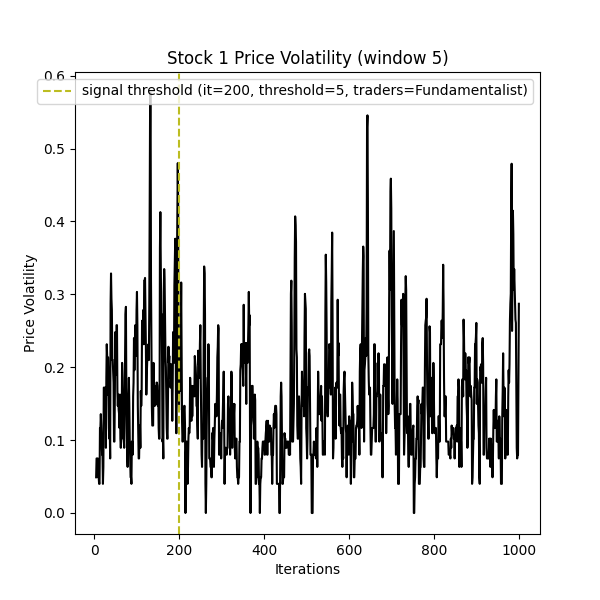 Stock 1 Price Volatility (window 5)
signal threshold (it=200, threshold=5, traders=Fundamentalist)
Price Volatility
0.6
0.5
0.4
0.3
0.2
0.1
0.0
0 200 400 600 800 1000
Iterations